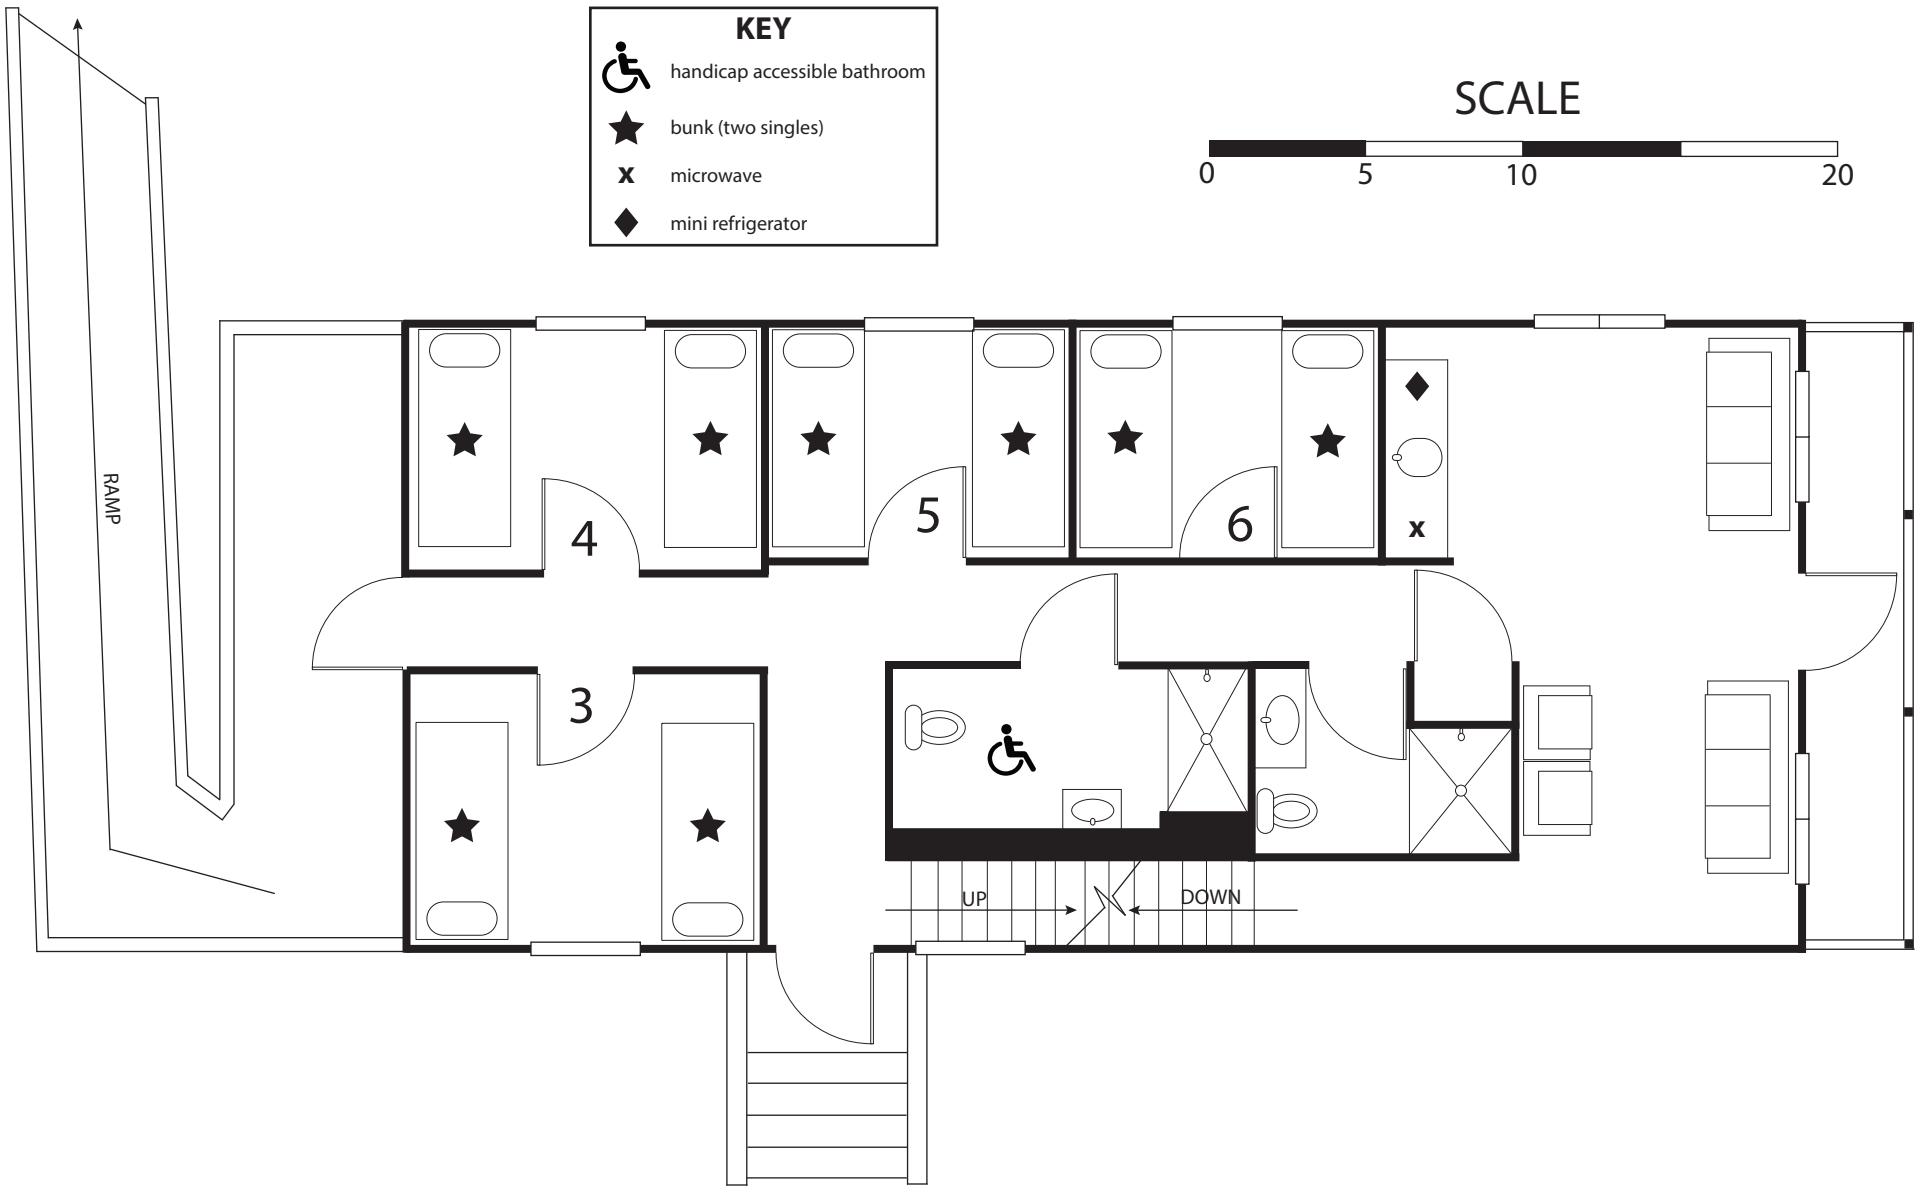 KEY
handicap accessible bathroom
bunk (two singles)
x microwave
mini refrigerator
SCALE
0 5 10 20
RAMP
4
5
6
x
3
UP
DOWN